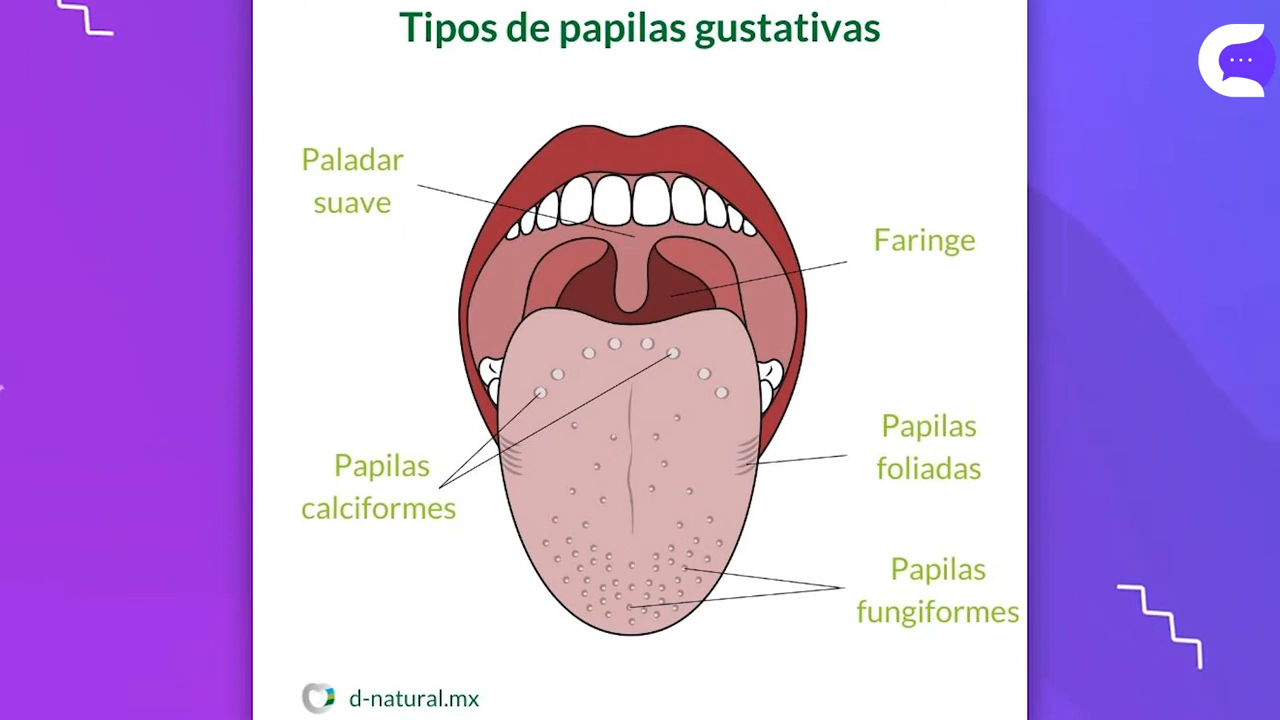 Tipos de papilas gustativas
Paladar
suave
Faringe
Papilas
foliadas
Papilas
calciformes
Papilas
fungiformes
d-natural.mx